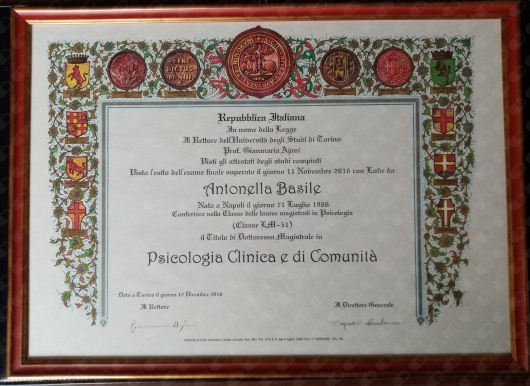 Repubblica Italiana
In nome della Legge
Il Rettore dell'Università degli Studi di Torino
Prof. Gianmaria Ajani
Visti gli attestati degli studi compiuti
Visto l'esito dell'esame finale superato il giorno 11 Novembre 2016 con Lode da
Antonella Basile
Nata a Napoli il giorno 21 Luglio 1986
Conferisce nella Classe delle lauree magistrali in Psicologia
(Classe LM-51)
il Titolo di Dottoressa Magistrale in
Psicologia Clinica e di Comunità
Dato a Torino il giorno 12 Dicembre 2016
Il Rettore Il Direttore Generale